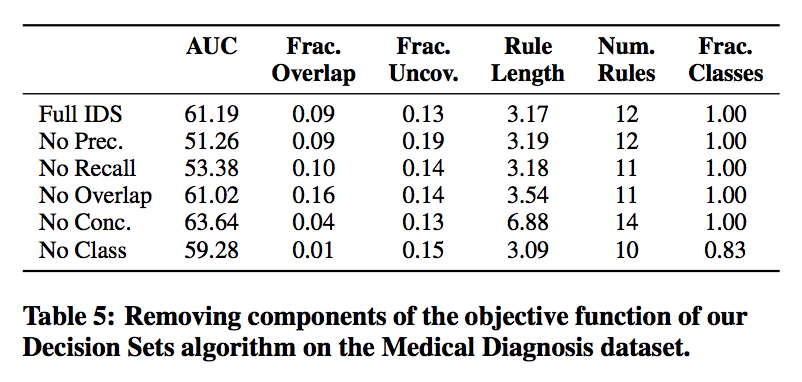 AUC Frac. Frac. Rule Num. Frac.
Overlap Uncov. Length Rules Classes
Full IDS 61.19 0.09 0.13 3.17 12 1.00
No Prec. 51.26 0.09 0.19 3.19 12 1.00
No Recall 53.38 0.10 0.14 3.18 11 1.00
No Overlap 61.02 0.16 0.14 3.54 11 1.00
No Conc. 63.64 0.04 0.13 6.88 14 1.00
No Class 59.28 0.01 0.15 3.09 10 0.83
Table 5: Removing components of the objective function of our
Decision Sets algorithm on the Medical Diagnosis dataset.